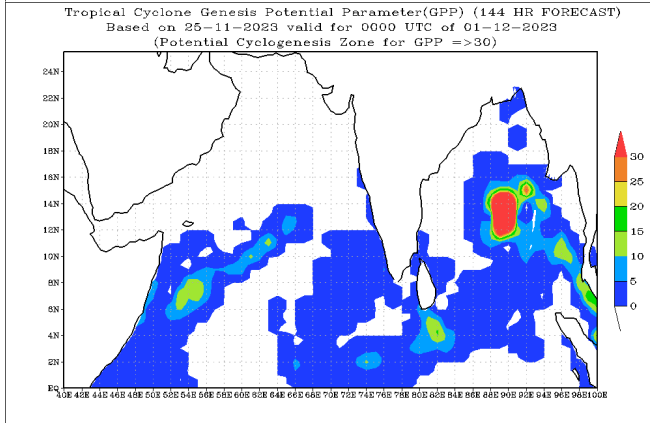 Tropical Cyclone Genesis Potential Parameter(GPP) (144 HR FORECAST)
Based on 25-11-2023 valid for 0000 UTC of 01-12-2023
(Potential Cyclogenesis Zone for GPP =>30)
24N
22N
20N
18N
16N
14N
12N
10N
8N
6N
4N
2N
EQ
40E 42E 44E 46E 48E 50E 52E 54E 56E 58E 60E 62E 64E 66E 68E 70E 72E 74E 76E 78E 80E 82E 84E 86E 88E 90E 92E 94E 96E 98E 100E
30
25
20
15
10
5
0